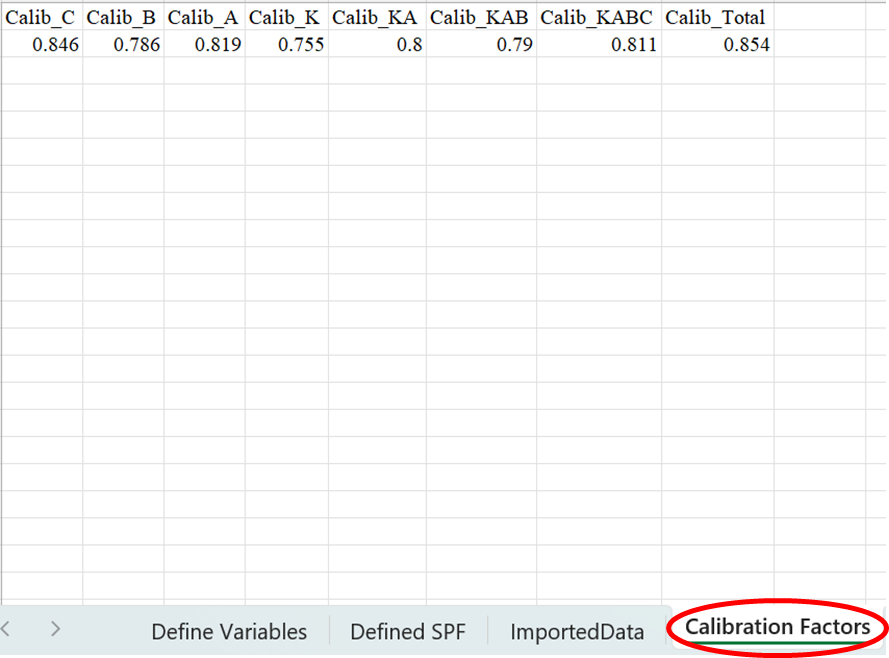 Calib_C Calib_B Calib_A Calib_K Calib_KA Calib_KAB Calib_KABC Calib_Total
0.846 0.786 0.819 0.755 0.8 0.79 0.811 0.854
Define Variables Defined SPF ImportedData Calibration Factors